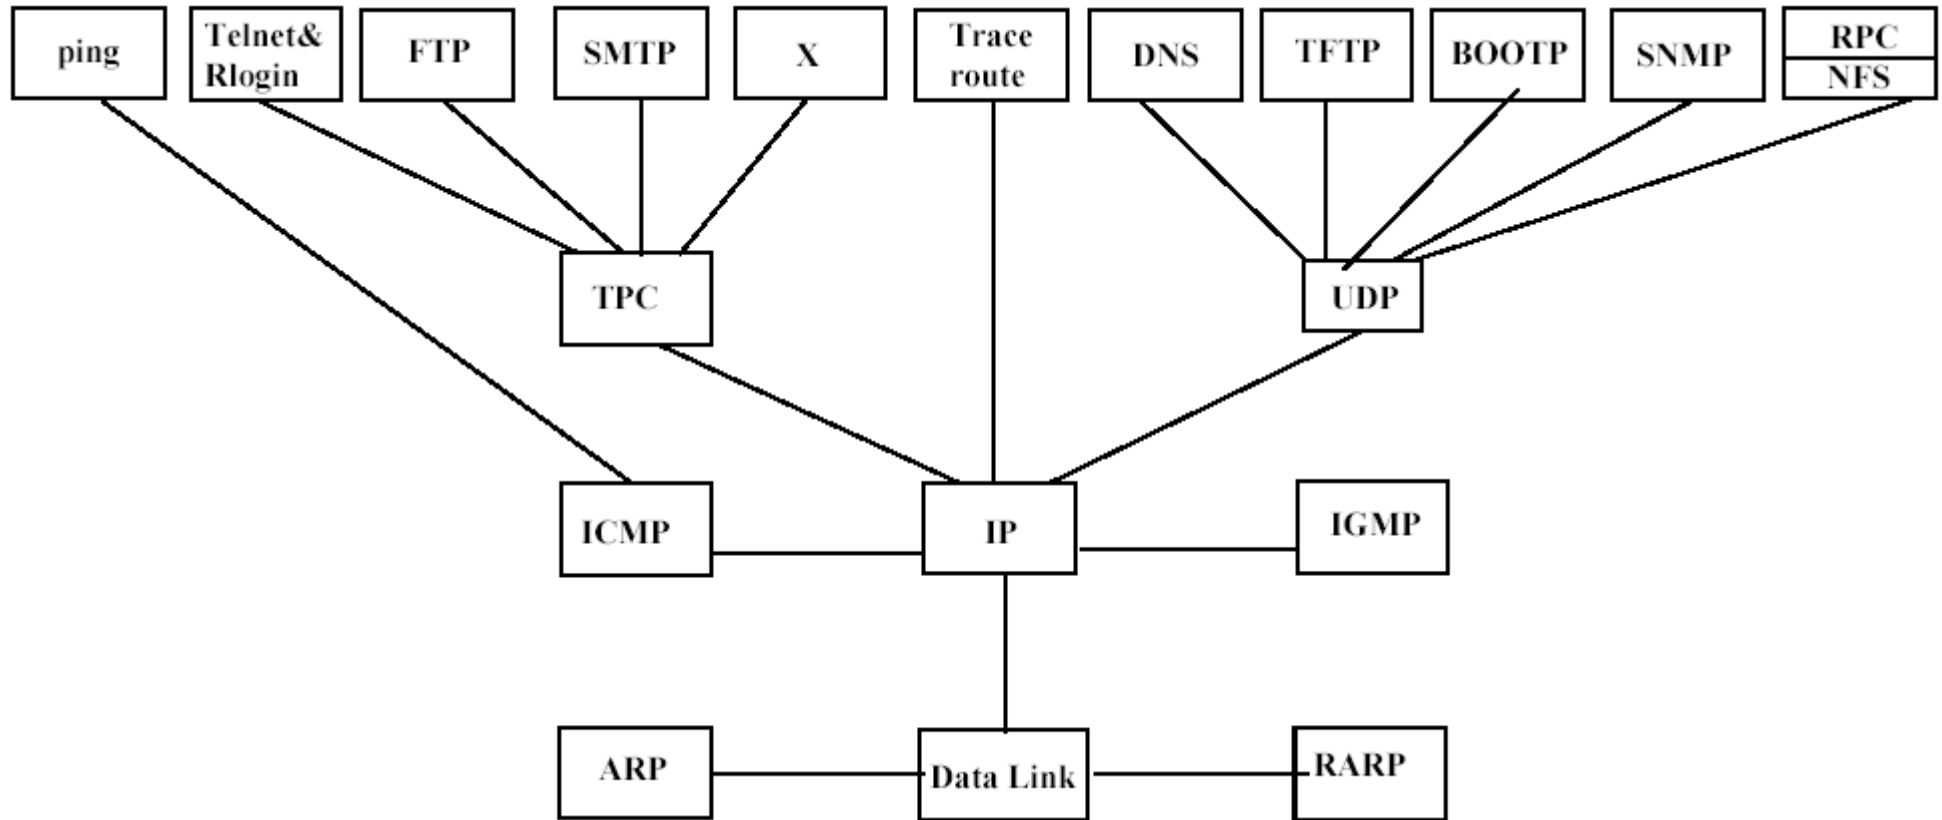 ping
Telnet&
Rlogin
FTP
SMTP
X
Trace
route
DNS
TFTP
BOOTP
SNMP
RPC
NFS
TPC
UDP
ICMP
IP
IGMP
ARP
Data Link
RARP